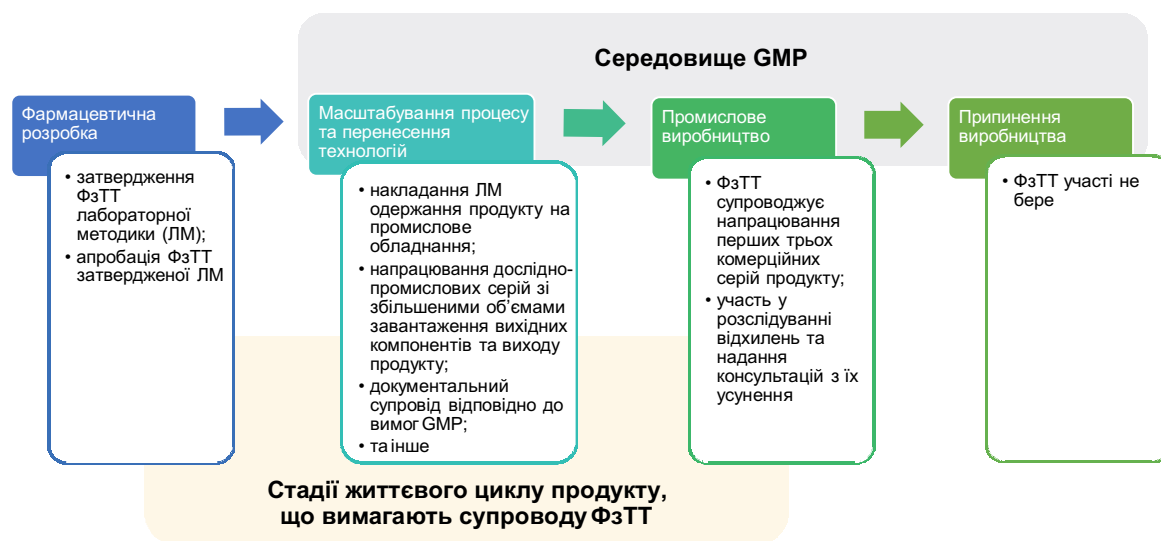 Середовище GMP
Фармацевтична
розробка
• затвердження
ФзТТ
лабораторної
методики (ЛМ);
• апробація ФзТТ
затвердженої ЛМ
Масштабування процесу
та перенесення
технологій
• накладання ЛМ
одержання продукту на
промислове
обладнання;
• напрацювання дослідно-
промислових серій зі
збільшеними об’ємами
завантаження вихідних
компонентів та виходу
продукту;
• документальний
супровід відповідно до
вимог GMP;
• та інше
Промислове
виробництво
• ФзТТ
супроводжує
напрацювання
перших трьох
комерційних
серій продукту;
• участь у
розслідуванні
відхилень та
надання
консультацій з їх
усунення
Припинення
виробництва
• ФзТТ участі не
бере
Стадії життєвого циклу продукту,
що вимагають супроводу ФзТТ